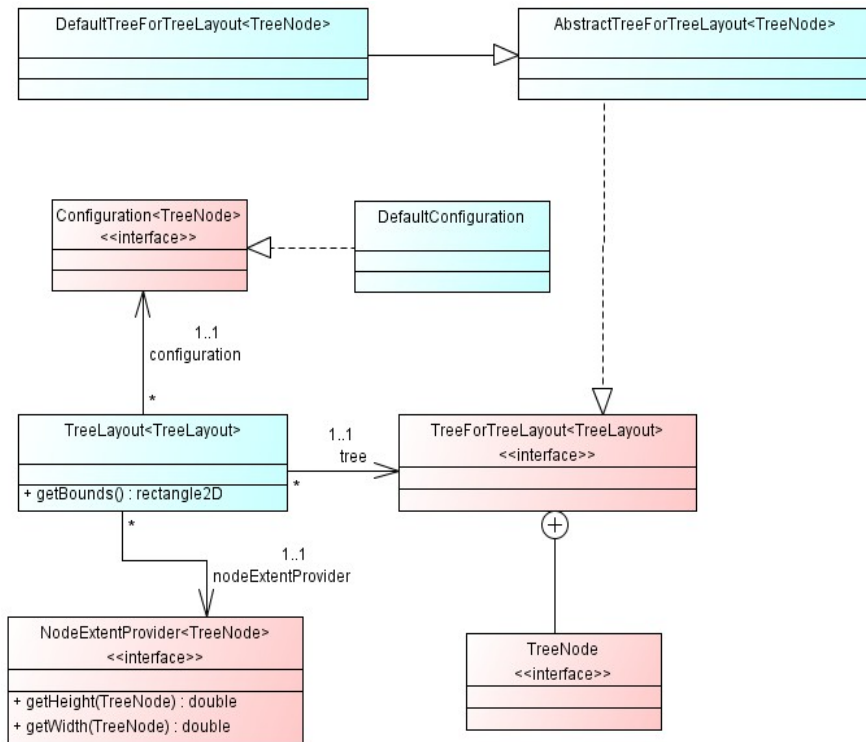 DefaultTreeForTreeLayout<TreeNode>
AbstractTreeForTreeLayout<TreeNode>
Configuration<TreeNode>
<<interface>>
DefaultConfiguration
1..1
configuration
*
TreeLayout<TreeLayout>
+ getBounds() : rectangle2D
1..1
tree
*
TreeForTreeLayout<TreeLayout>
<<interface>>
*
1..1
nodeExtentProvider
NodeExtentProvider<TreeNode>
<<interface>>
+ getHeight(TreeNode) : double
+ getWidth(TreeNode) : double
TreeNode
<<interface>>